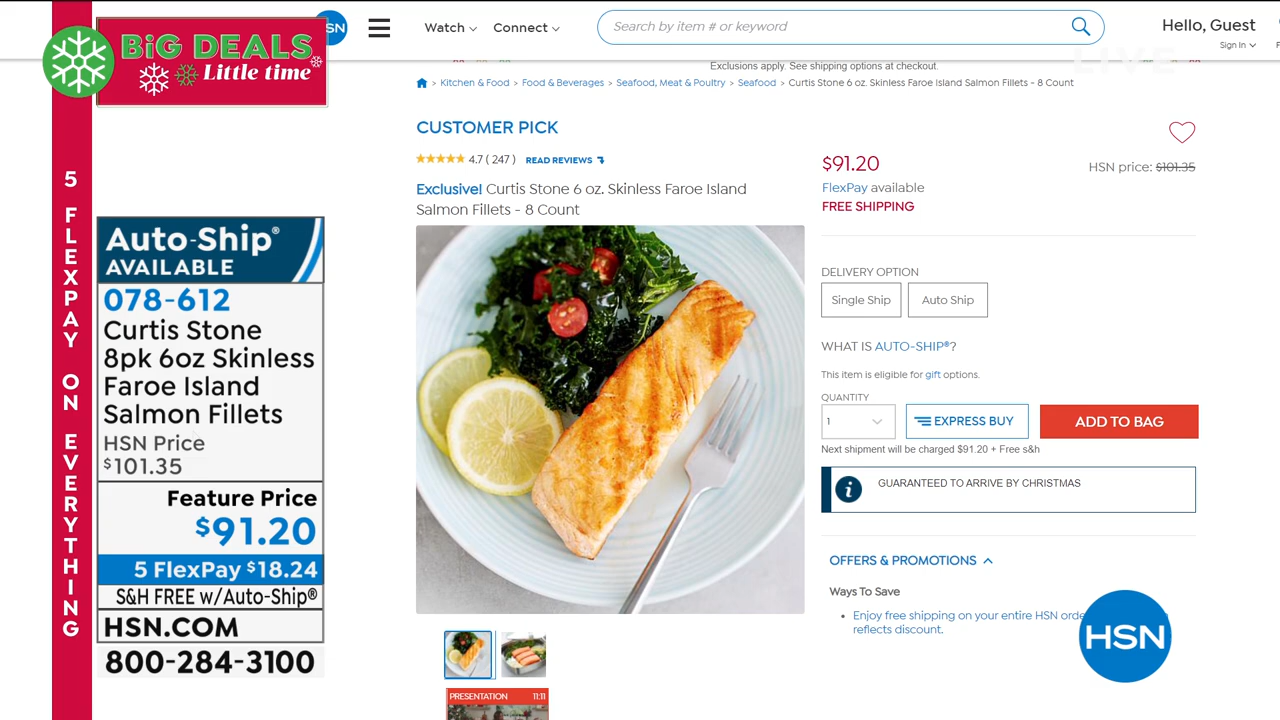 BiG DEALS
Little time
5 FLEXPAY ON EVERYTHING
Auto-Ship®
AVAILABLE
078-612
Curtis Stone
8pk 6oz Skinless
Faroe Island
Salmon Fillets
HSN Price
$101.35
Feature Price
$91.20
5 FlexPay $18.24
S&H FREE w/Auto-Ship®
HSN.COM
800-284-3100
Watch
Connect
Search by item # or keyword
Hello, Guest
Sign In
LIVE
Exclusions apply. See shipping options at checkout.
> Kitchen & Food > Food & Beverages > Seafood, Meat & Poultry > Seafood > Curtis Stone 6 oz. Skinless Faroe Island Salmon Fillets - 8 Count
CUSTOMER PICK
4.7 ( 247 ) READ REVIEWS
Exclusive! Curtis Stone 6 oz. Skinless Faroe Island
Salmon Fillets - 8 Count
$91.20
HSN price: $101.35
FlexPay available
FREE SHIPPING
DELIVERY OPTION
Single Ship
Auto Ship
WHAT IS AUTO-SHIP®?
This item is eligible for gift options.
QUANTITY
1
EXPRESS BUY
ADD TO BAG
Next shipment will be charged $91.20 + Free s&h
GUARANTEED TO ARRIVE BY CHRISTMAS
OFFERS & PROMOTIONS
Ways To Save
• Enjoy free shipping on your entire HSN
reflects discount.
HSN
PRESENTATION 11:11